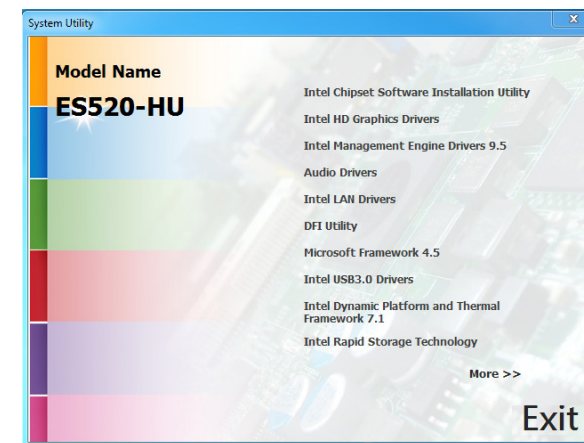 System Utility
Model Name
ES520-HU
Intel Chipset Software Installation Utility
Intel HD Graphics Drivers
Intel Management Engine Drivers 9.5
Audio Drivers
Intel LAN Drivers
DFI Utility
Microsoft Framework 4.5
Intel USB3.0 Drivers
Intel Dynamic Platform and Thermal
Framework 7.1
Intel Rapid Storage Technology
More >>
Exit